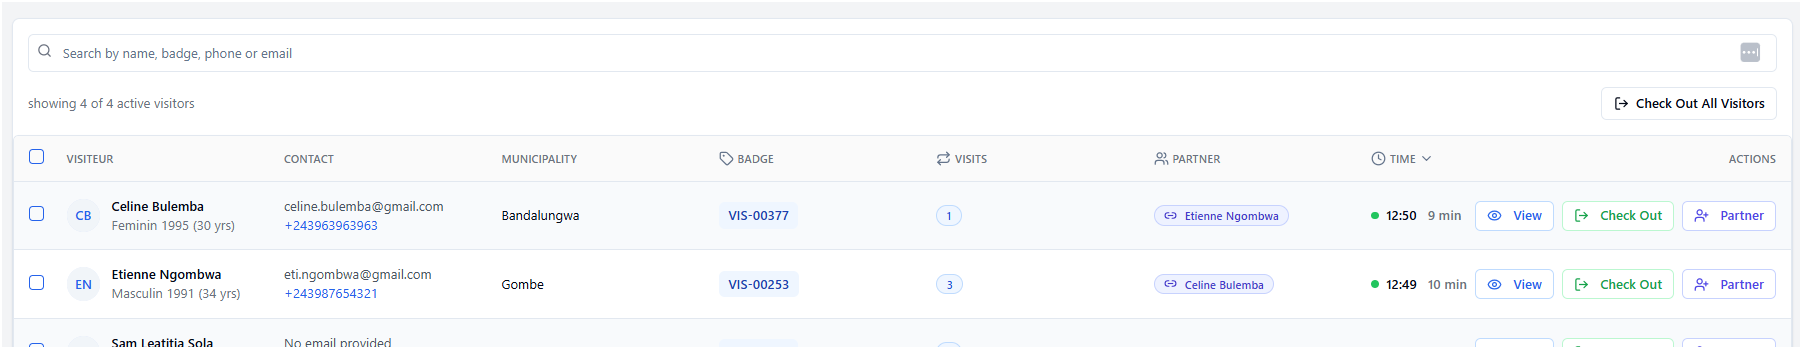 Search by name, badge, phone or email
showing 4 of 4 active visitors
Check Out All Visitors
VISITEUR CONTACT MUNICIPALITY BADGE VISITS PARTNER TIME ACTIONS
CB Celine Bulemba celine.bulemba@gmail.com Bandalungwa VIS-00377 1 Etienne Ngombwa 12:50 9 min View Check Out Partner
Feminin 1995 (30 yrs) +243963963963
EN Etienne Ngombwa eti.ngombwa@gmail.com Gombe VIS-00253 3 Celine Bulemba 12:49 10 min View Check Out Partner
Masculin 1991 (34 yrs) +243987654321
Sam Leatitia Sola No email provided